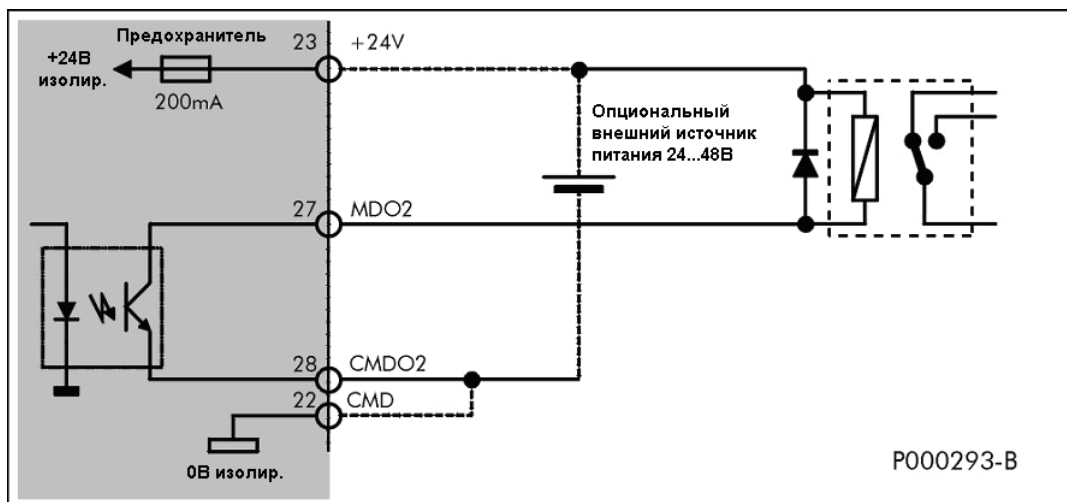 Предохранитель
23 +24V
+24В
изолир.
200mA
Опциональный
внешний источник
питания 24...48В
27 MDO2
28 CMDO2
22 CMD
0В изолир.
P000293-B